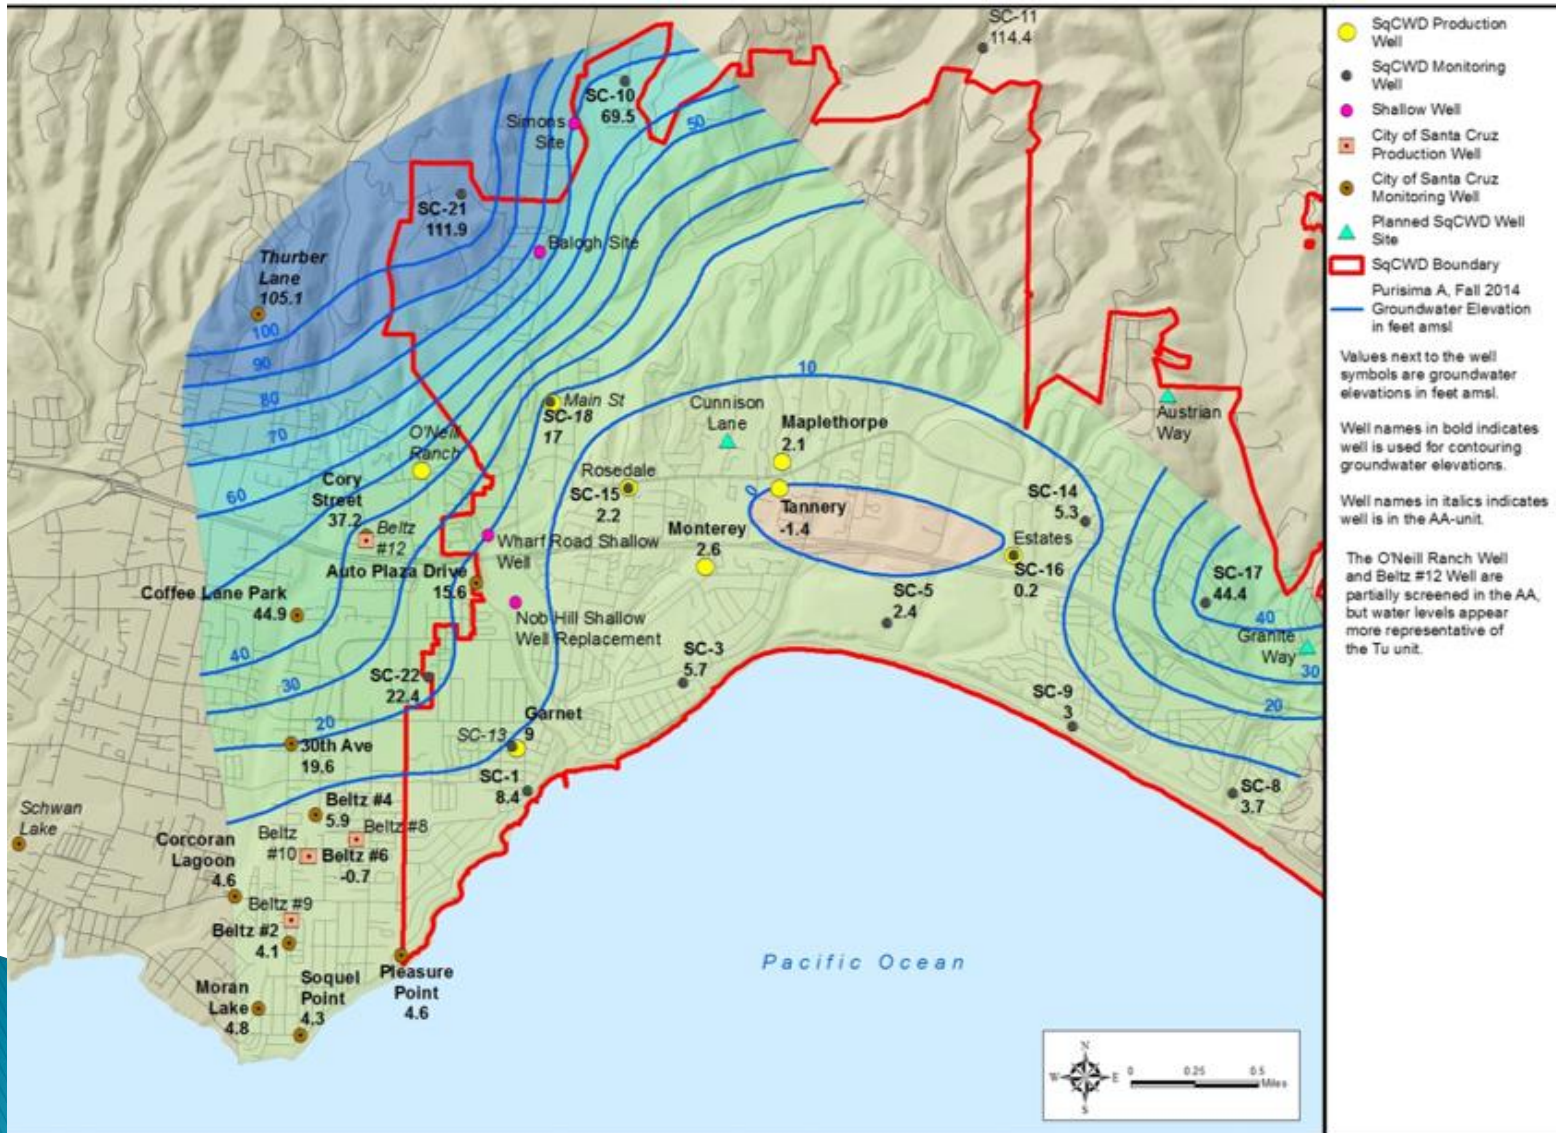 SC-11
114.4
SC-10
69.5
Simons
Site
50
SC-21
111.9
Balogh Site
Thurber
Lane
105.1
100
90
80
70
60
10
Main St
SC-18
17
Cunnison
Lane
Maplethorpe
2.1
Austrian
Way
O'Neill
Ranch
Rosedale
SC-15
2.2
Cory
Street
37.2
Beltz
#12
0
Tannery
-1.4
SC-14
5.3
Monterey
2.6
Wharf Road Shallow
Well
Estates
SC-16
0.2
Auto Plaza Drive
15.6
Coffee Lane Park
44.9
SC-5
2.4
SC-17
44.4
40
Nob Hill Shallow
Well Replacement
Granite
Way
40
30
30
20
20
SC-22
22.4
SC-3
5.7
SC-9
3
Garnet
9
SC-13
30th Ave
19.6
SC-1
8.4
SC-8
3.7
Schwan
Lake
Beltz #4
5.9
Beltz #8
Beltz
#10
Beltz #6
-0.7
Corcoran
Lagoon
4.6
Beltz #9
Beltz #2
4.1
Pleasure
Point
4.6
Soquel
Point
4.3
Moran
Lake
4.8
Pacific Ocean
N
W
E
S
0
0.25
0.5
Miles
SqCWD Production
Well
SqCWD Monitoring
Well
Shallow Well
City of Santa Cruz
Production Well
City of Santa Cruz
Monitoring Well
Planned SqCWD Well
Site
SqCWD Boundary
Purisima A, Fall 2014
Groundwater Elevation
in feet amsl
Values next to the well
symbols are groundwater
elevations in feet amsl.
Well names in bold indicates
well is used for contouring
groundwater elevations.
Well names in italics indicates
well is in the AA-unit.
The O'Neill Ranch Well
and Beltz #12 Well are
partially screened in the AA,
but water levels appear
more representative of
the Tu unit.